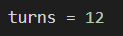 turns = 12